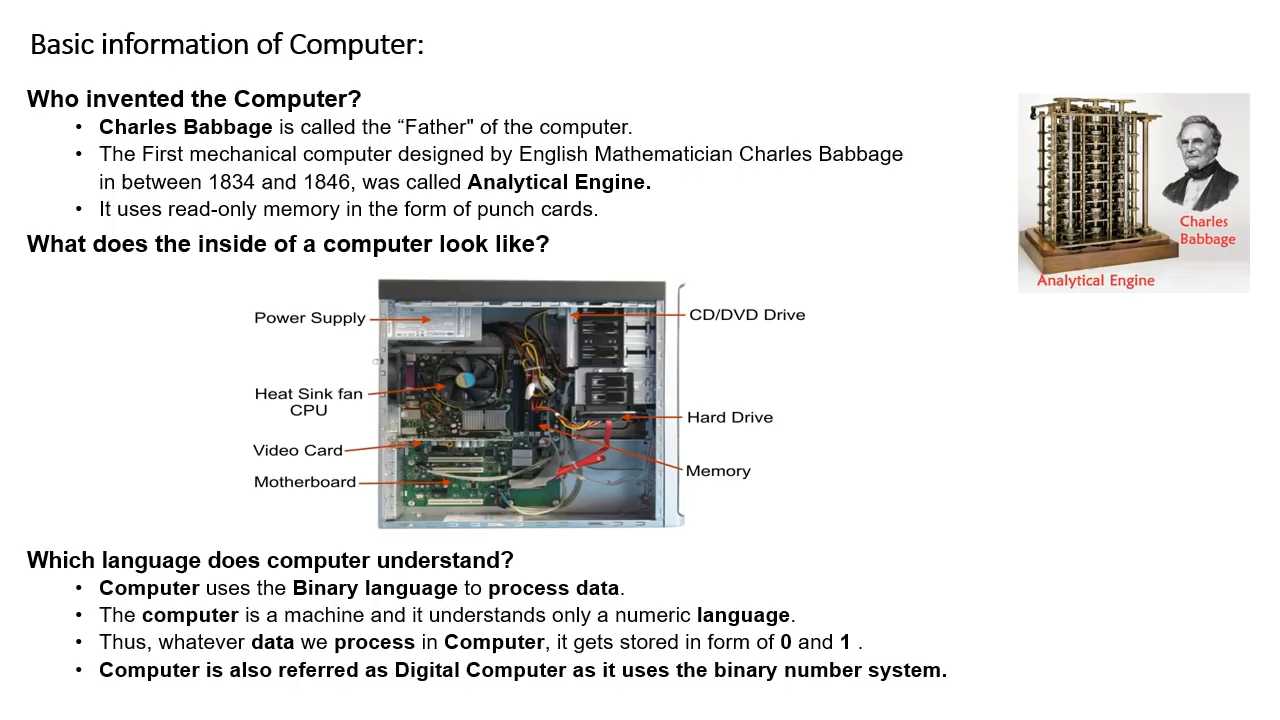 Basic information of Computer:
Who invented the Computer?
• Charles Babbage is called the “Father" of the computer.
• The First mechanical computer designed by English Mathematician Charles Babbage
in between 1834 and 1846, was called Analytical Engine.
• It uses read-only memory in the form of punch cards.
Charles
Babbage
Analytical Engine
What does the inside of a computer look like?
Power Supply
CD/DVD Drive
Heat Sink fan
CPU
Hard Drive
Video Card
Memory
Motherboard
Which language does computer understand?
• Computer uses the Binary language to process data.
• The computer is a machine and it understands only a numeric language.
• Thus, whatever data we process in Computer, it gets stored in form of 0 and 1 .
• Computer is also referred as Digital Computer as it uses the binary number system.